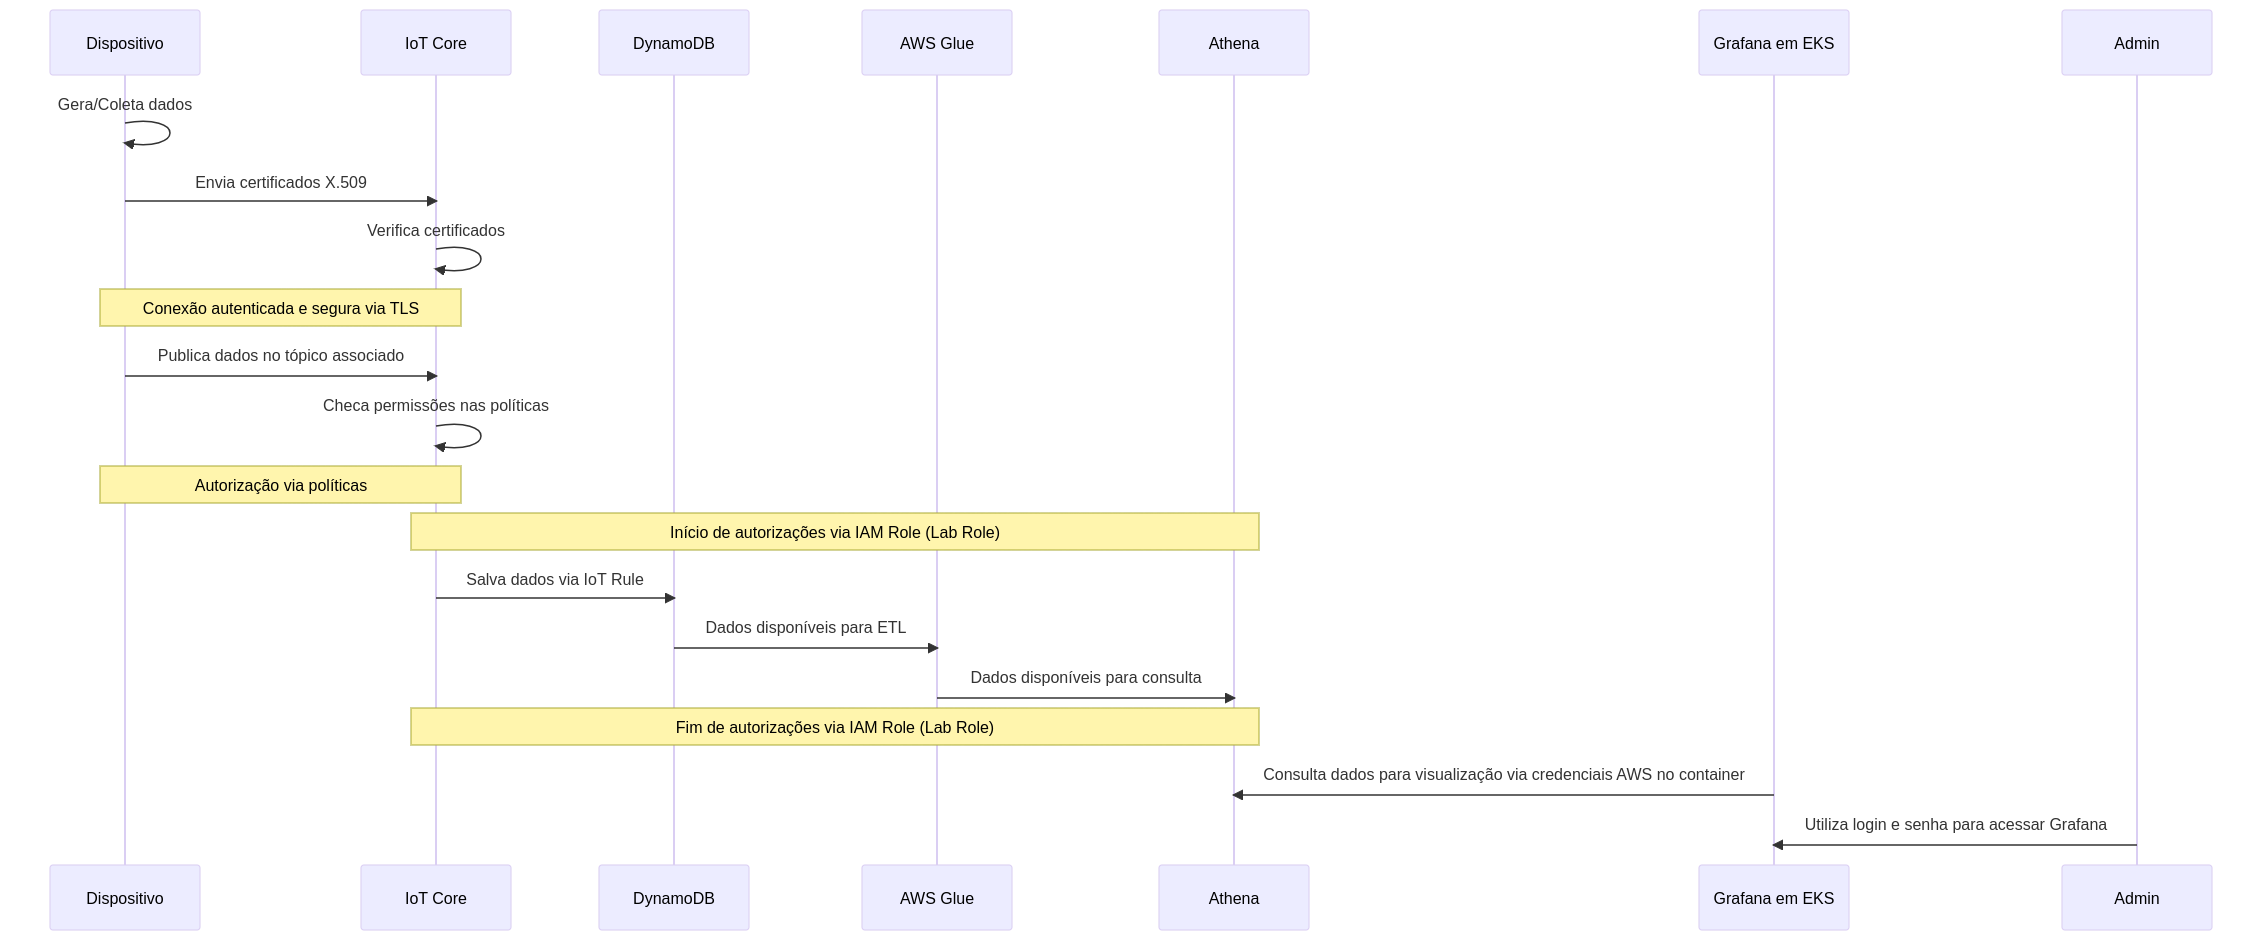 Dispositivo
IoT Core
DynamoDB
AWS Glue
Athena
Grafana em EKS
Admin
Gera/Coleta dados
Envia certificados X.509
Verifica certificados
Conexão autenticada e segura via TLS
Publica dados no tópico associado
Checa permissões nas políticas
Autorização via políticas
Início de autorizações via IAM Role (Lab Role)
Salva dados via IoT Rule
Dados disponíveis para ETL
Dados disponíveis para consulta
Fim de autorizações via IAM Role (Lab Role)
Consulta dados para visualização via credenciais AWS no container
Utiliza login e senha para acessar Grafana
Dispositivo
IoT Core
DynamoDB
AWS Glue
Athena
Grafana em EKS
Admin